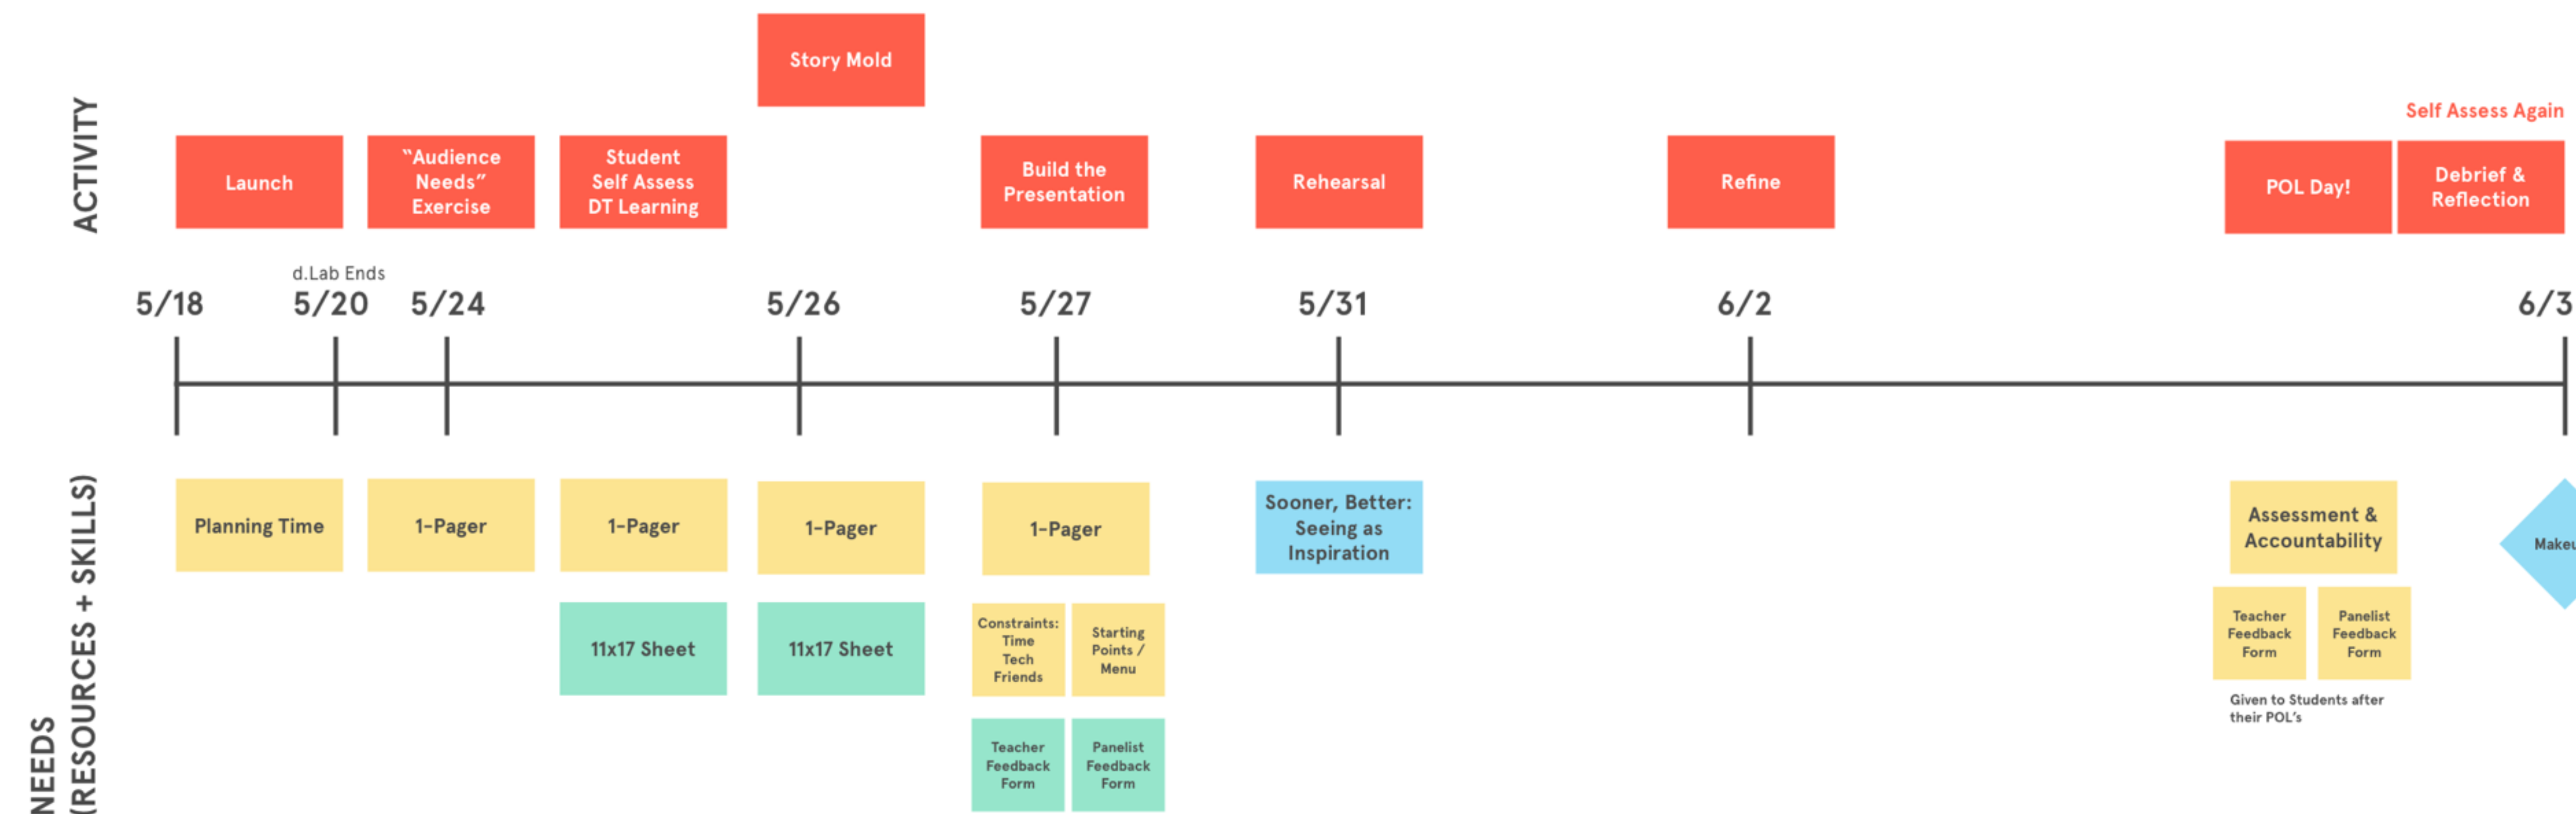 Story Mold
Self Assess Again
ACTIVITY
Launch
“Audience
Needs”
Exercise
Student
Self Assess
DT Learning
Build the
Presentation
Rehearsal
Refine
POL Day!
Debrief &
Reflection
d.Lab Ends
5/18
5/20
5/24
5/26
5/27
5/31
6/2
6/3
NEEDS
(RESOURCES + SKILLS)
Planning Time
1-Pager
1-Pager
1-Pager
1-Pager
Sooner, Better:
Seeing as
Inspiration
Assessment &
Accountability
11x17 Sheet
11x17 Sheet
Constraints:
Time
Tech
Friends
Starting
Points /
Menu
Teacher
Feedback
Form
Panelist
Feedback
Form
Given to Students after
their POL’s
Teacher
Feedback
Form
Panelist
Feedback
Form